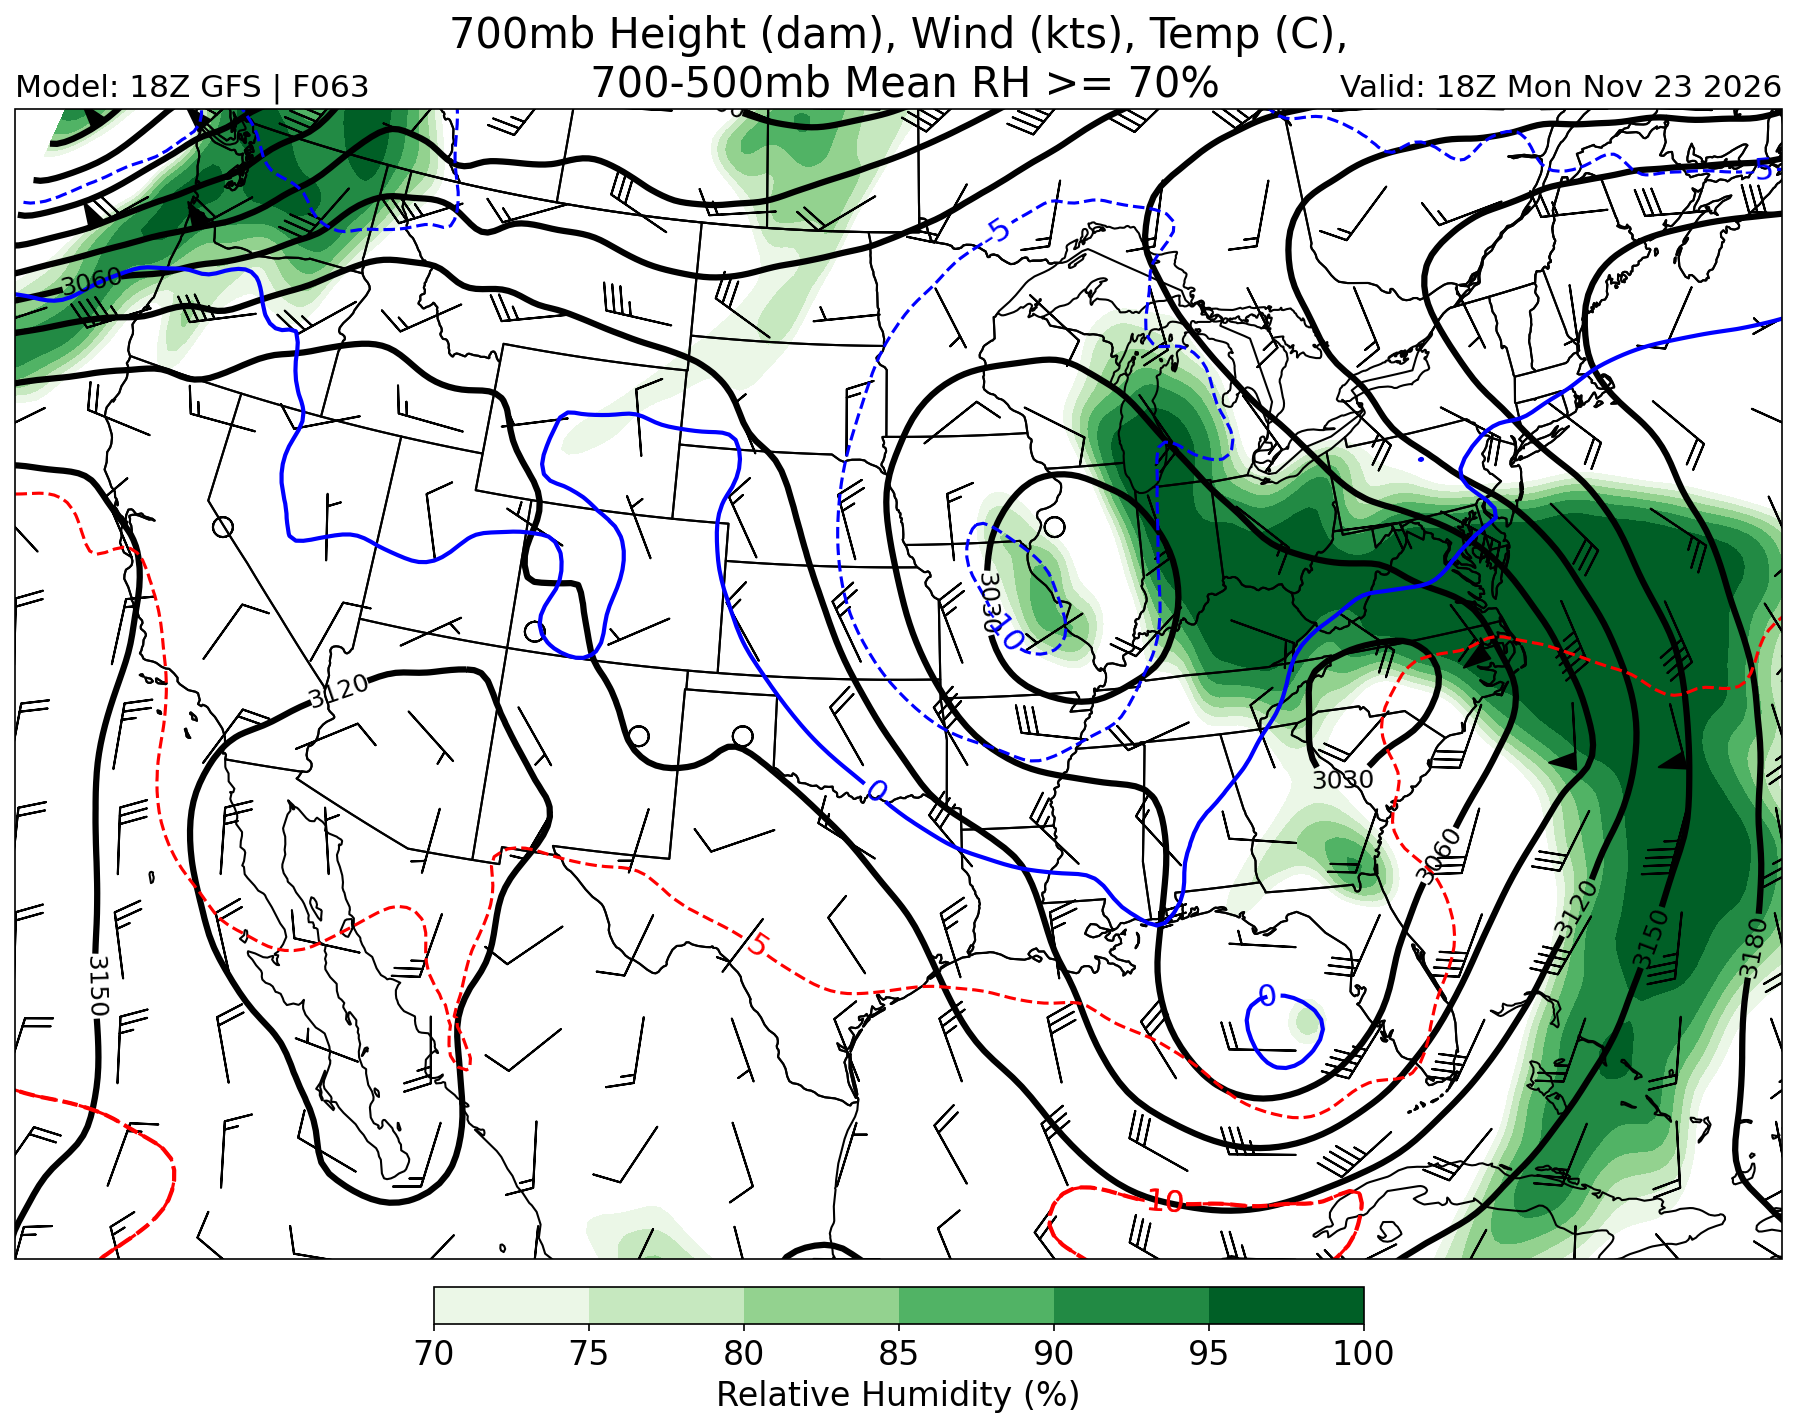 700mb Height (dam), Wind (kts), Temp (C),
700-500mb Mean RH >= 70%
Model: 18Z GFS | F063
Valid: 18Z Mon Nov 23 2026
5
5
3060
3030
10
3120
3030
0
3060
3120
3150
3180
5
3150
0
10
70 75 80 85 90 95 100
Relative Humidity (%)